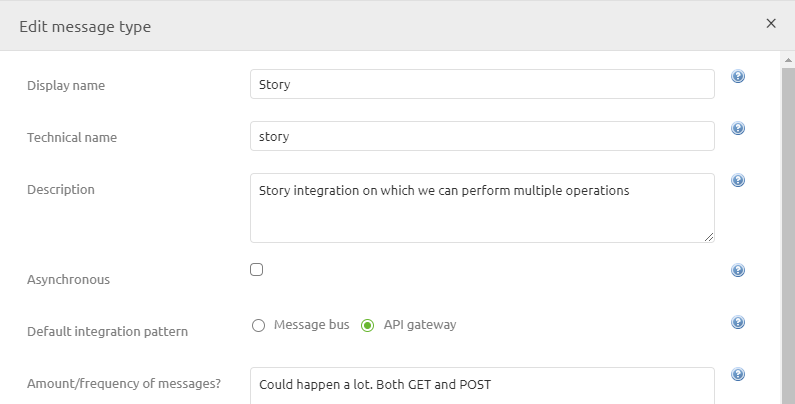 Edit message type
Display name
Story
Technical name
story
Description
Story integration on which we can perform multiple operations
Asynchronous
Default integration pattern
Message bus
API gateway
Amount/frequency of messages?
Could happen a lot. Both GET and POST